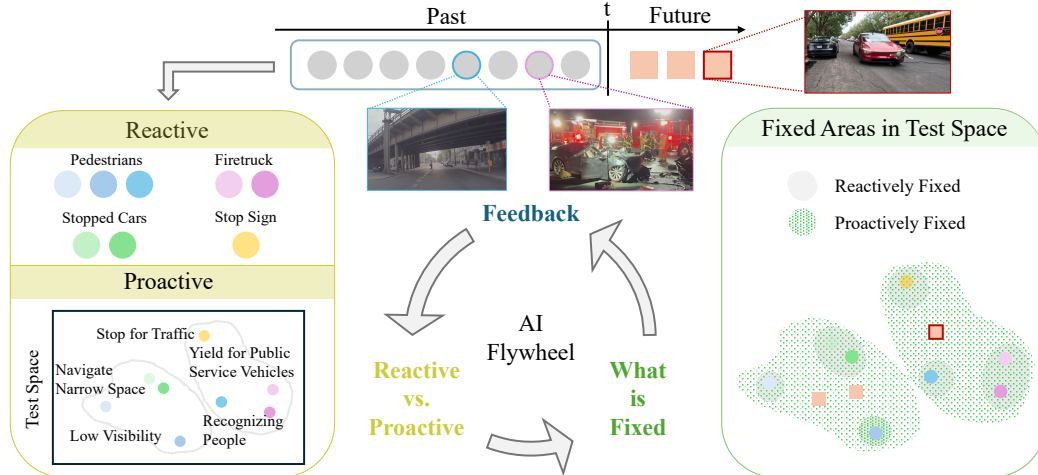 Past
t
Future
Reactive
Pedestrians
Firetruck
Stopped Cars
Stop Sign
Proactive
Test Space
Stop for Traffic
Navigate
Narrow Space
Yield for Public
Service Vehicles
Low Visibility
Recognizing
People
Feedback
AI
Flywheel
Reactive
vs.
Proactive
What
is
Fixed
Fixed Areas in Test Space
Reactively Fixed
Proactively Fixed